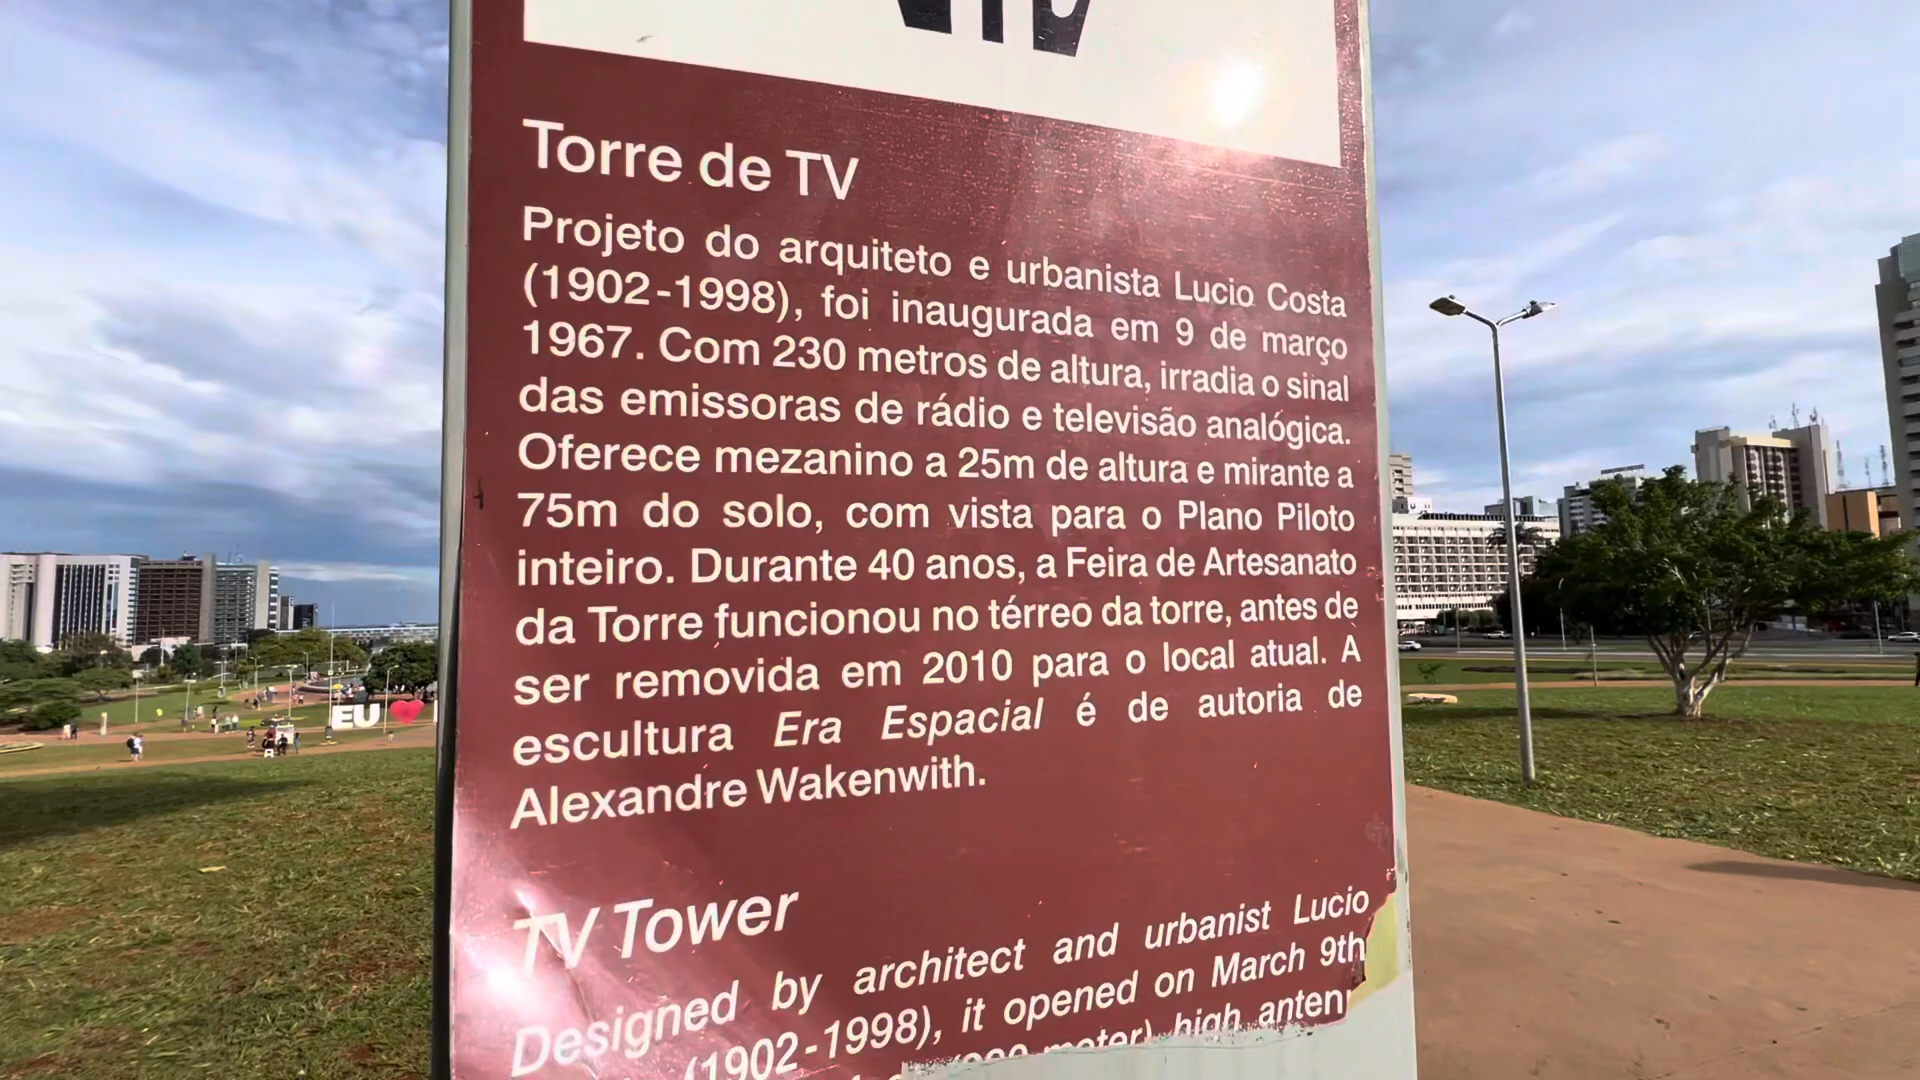 Torre de TV
Projeto do arquiteto e urbanista Lucio Costa
(1902-1998), foi inaugurada em 9 de março
1967. Com 230 metros de altura, irradia o sinal
das emissoras de rádio e televisão analógica.
Oferece mezanino a 25m de altura e mirante a
75m do solo, com vista para o Plano Piloto
inteiro. Durante 40 anos, a Feira de Artesanato
da Torre funcionou no térreo da torre, antes de
ser removida em 2010 para o local atual. A
escultura Era Espacial é de autoria de
Alexandre Wakenwith.
TV Tower
Designed by architect and urbanist Lucio
(1902-1998), it opened on March 9th
meter) high
EU ❤